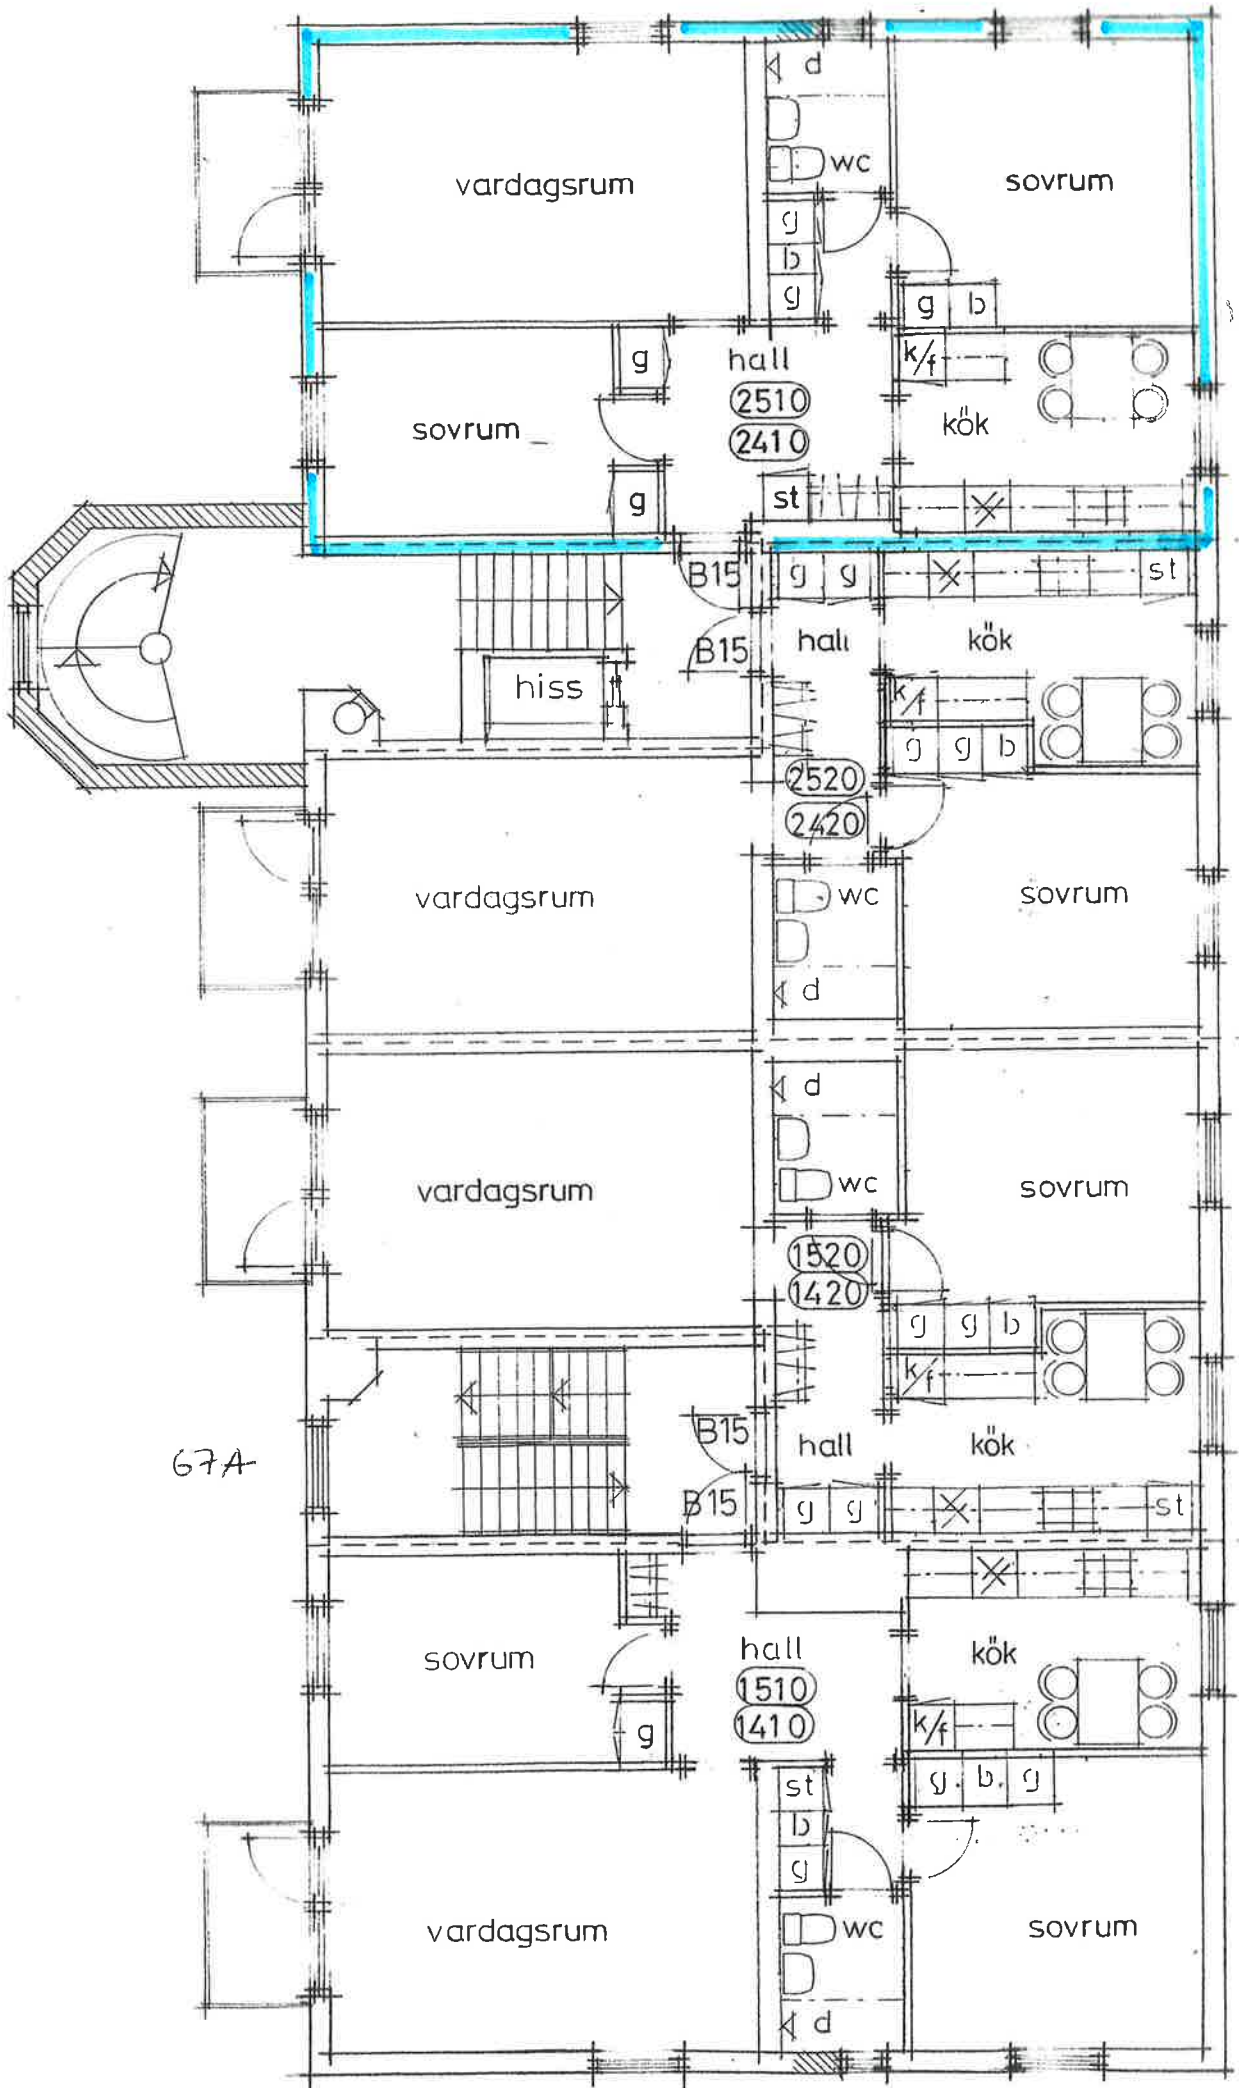 d
vardagsrum
wc
sovrum
g
b
g
g b
g
hall
k/f
2510
2410
sovrum
kök
g
st
B15
g g
st
B15
hall
kök
hiss
k/f
g g b
2520
2420
vardagsrum
wc
sovrum
d
d
vardagsrum
wc
sovrum
1520
1420
g g b
k/f
B15
hall
kök
67A
B15
g g
st
sovrum
hall
kök
1510
1410
g
k/f
st
g. b. g
b
g
vardagsrum
wc
sovrum
d